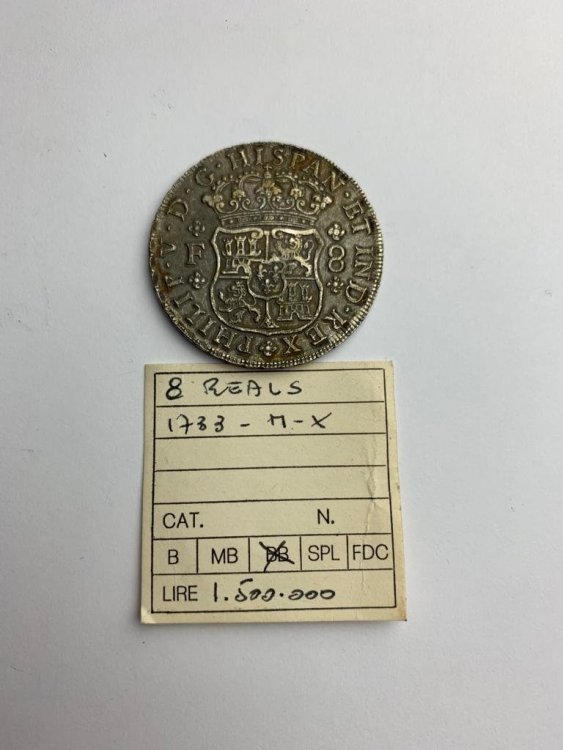 PHILIP·V·D·G·HISPAN·ET IND·REX
F 8
8 REALS
1733 - M - X
CAT. N.
B MB BB SPL FDC
LIRE 1.500.000